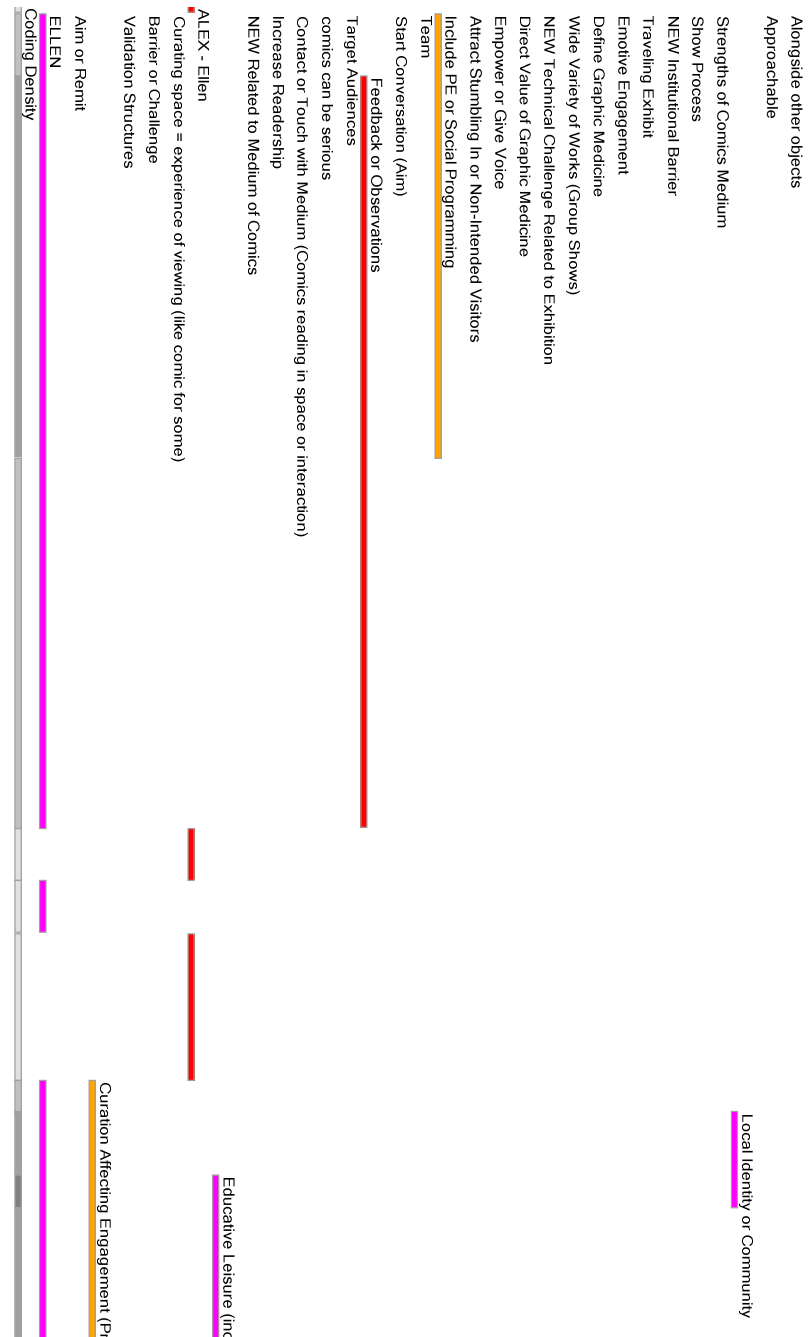 Alongside other objects
Approachable
Local Identity or Community
Strengths of Comics Medium
Show Process
NEW Institutional Barrier
Traveling Exhibit
Emotive Engagement
Define Graphic Medicine
Wide Variety of Works (Group Shows)
NEW Technical Challenge Related to Exhibition
Direct Value of Graphic Medicine
Empower or Give Voice
Attract Stumbling In or Non-Intended Visitors
Include PE or Social Programming
Team
Start Conversation (Aim)
Feedback or Observations
Target Audiences
comics can be serious
Contact or Touch with Medium (Comics reading in space or interaction)
Increase Readership
NEW Related to Medium of Comics
Educative Leisure (inc
ALEX - Ellen
Curating space = experience of viewing (like comic for some)
Barrier or Challenge
Validation Structures
Curation Affecting Engagement (Pr
Aim or Remit
ELLEN
Coding Density